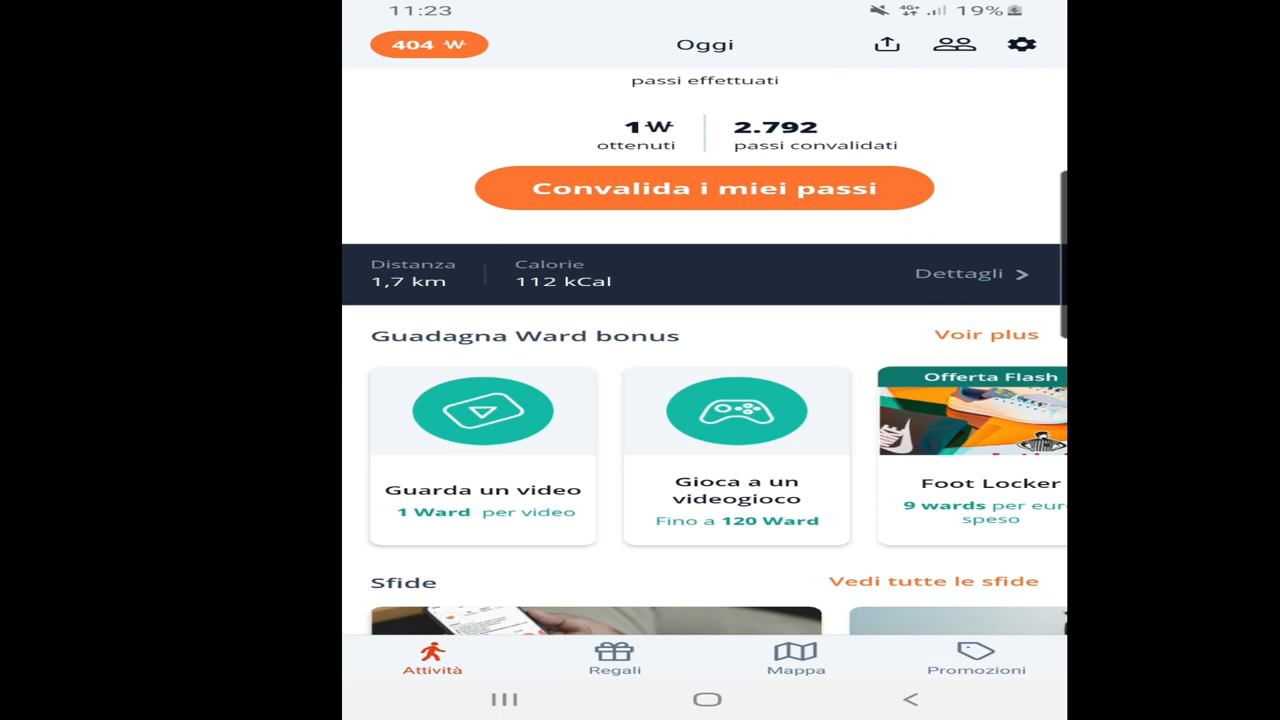 11:23 4G+ 19%
404 W Oggi
passi effettuati
1 W 2.792
ottenuti passi convalidati
Convalida i miei passi
Distanza Calorie
1,7 km 112 kCal Dettagli
Guadagna Ward bonus Voir plus
Offerta Flash
Guarda un video
1 Ward per video
Gioca a un
videogioco
Fino a 120 Ward
Foot Locker
9 wards per eur
speso
Sfide Vedi tutte le sfide
Attività Regali Mappa Promozioni